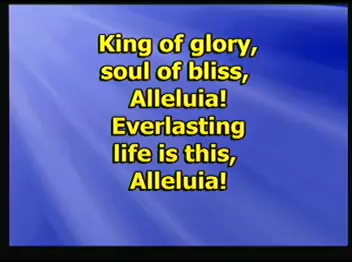 King of glory,
soul of bliss,
Alleluia!
Everlasting
life is this,
Alleluia!